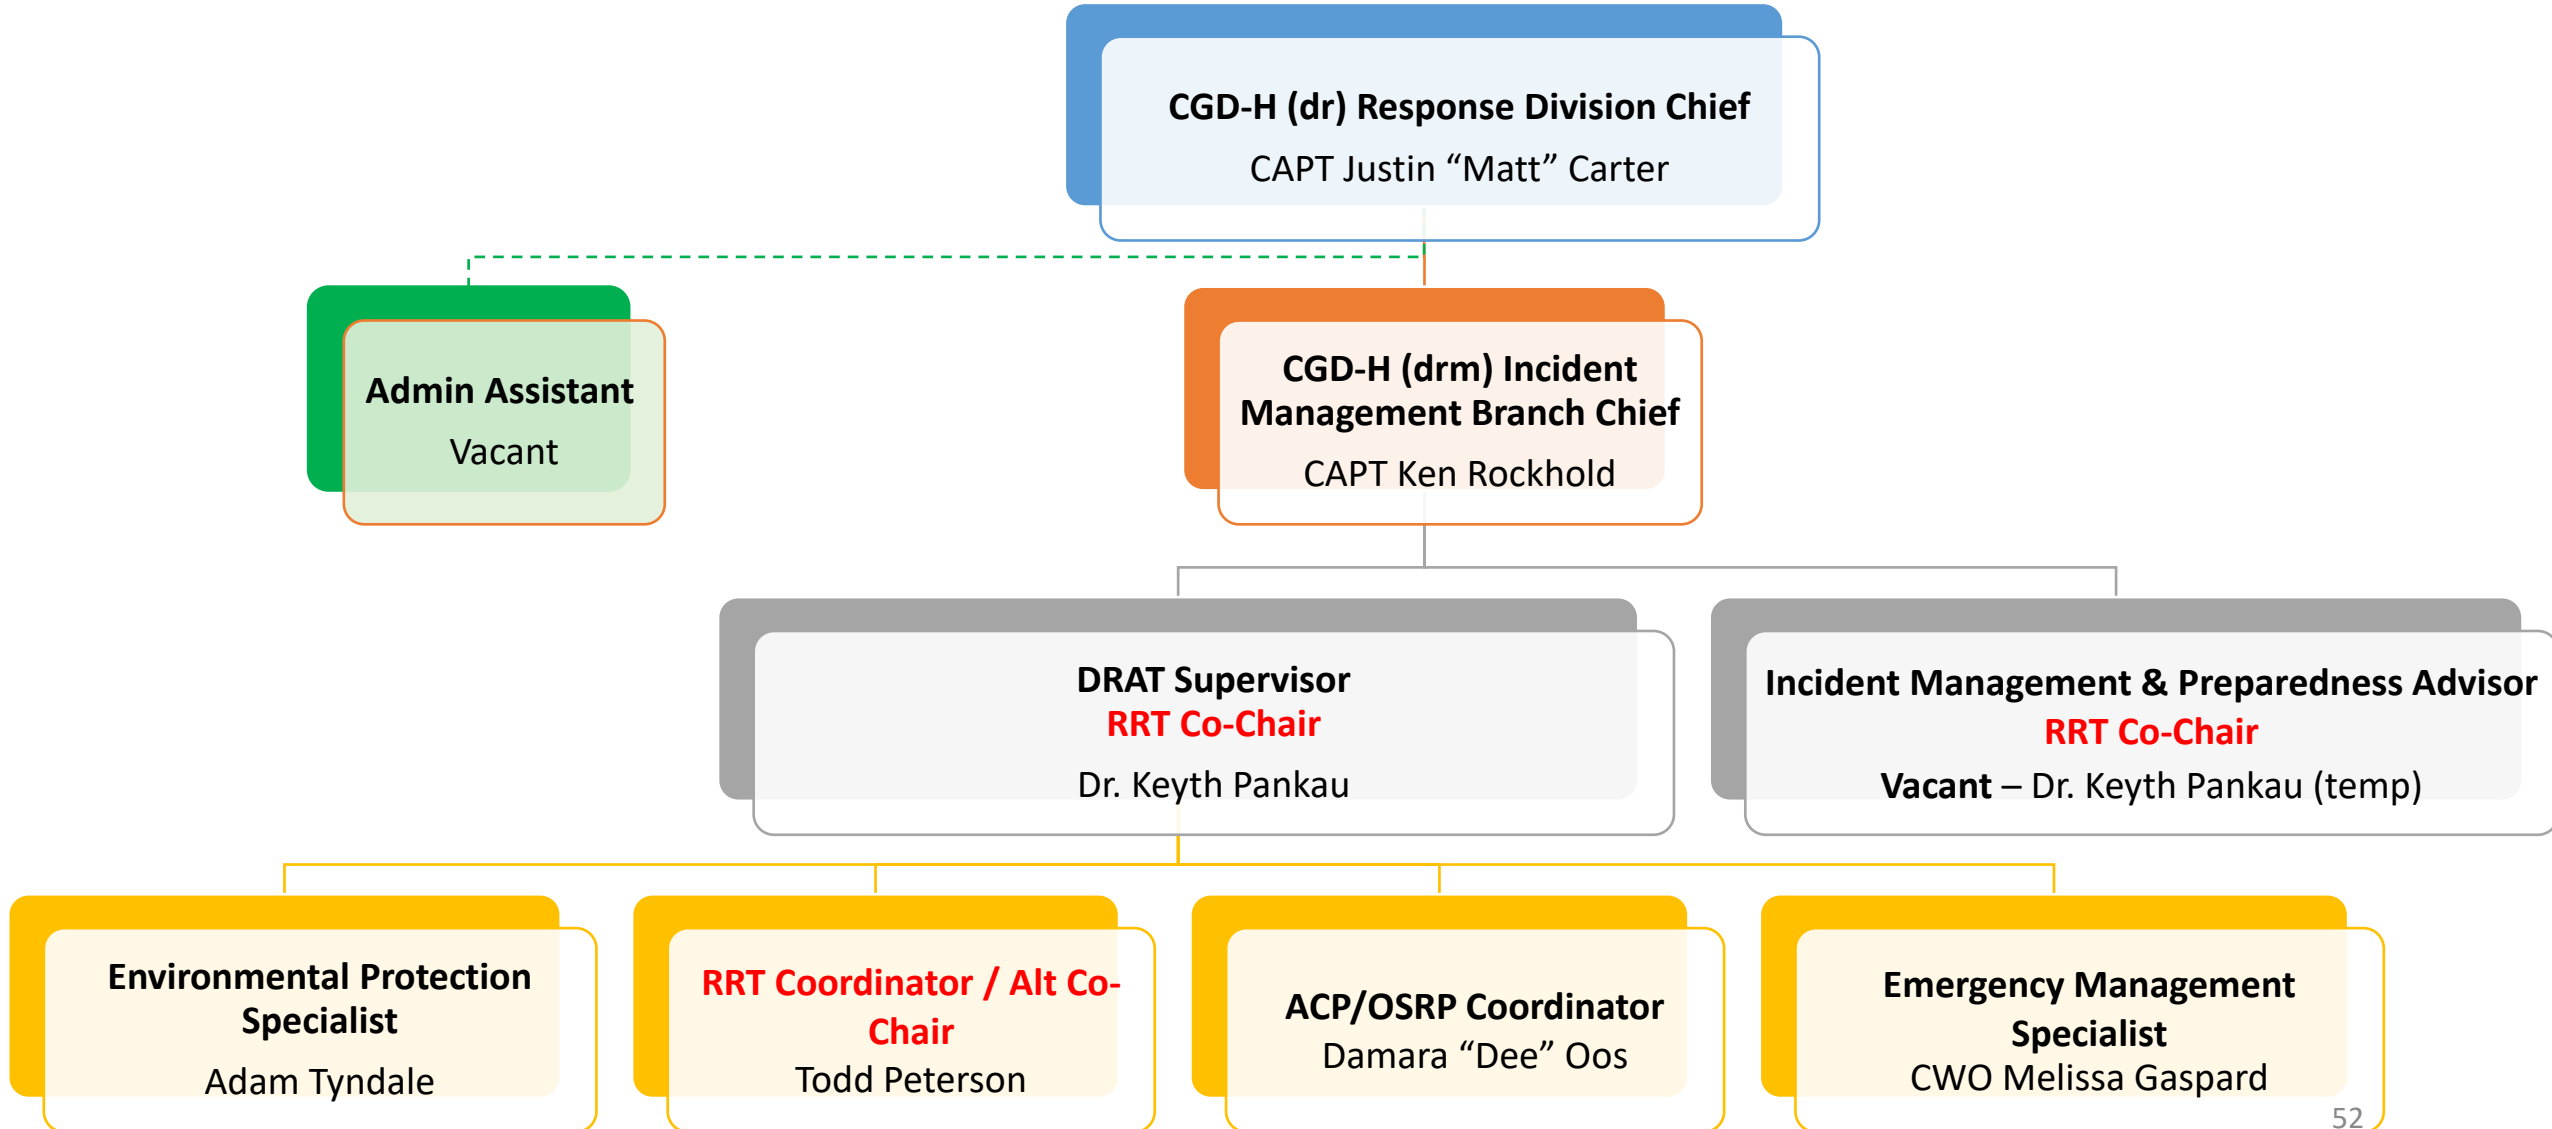 CGD-H (dr) Response Division Chief
CAPT Justin “Matt” Carter
Admin Assistant
Vacant
CGD-H (drm) Incident
Management Branch Chief
CAPT Ken Rockhold
DRAT Supervisor
RRT Co-Chair
Dr. Keyth Pankau
Incident Management & Preparedness Advisor
RRT Co-Chair
Vacant – Dr. Keyth Pankau (temp)
Environmental Protection
Specialist
Adam Tyndale
RRT Coordinator / Alt Co-
Chair
Todd Peterson
ACP/OSRP Coordinator
Damara “Dee” Oos
Emergency Management
Specialist
CWO Melissa Gaspard
52